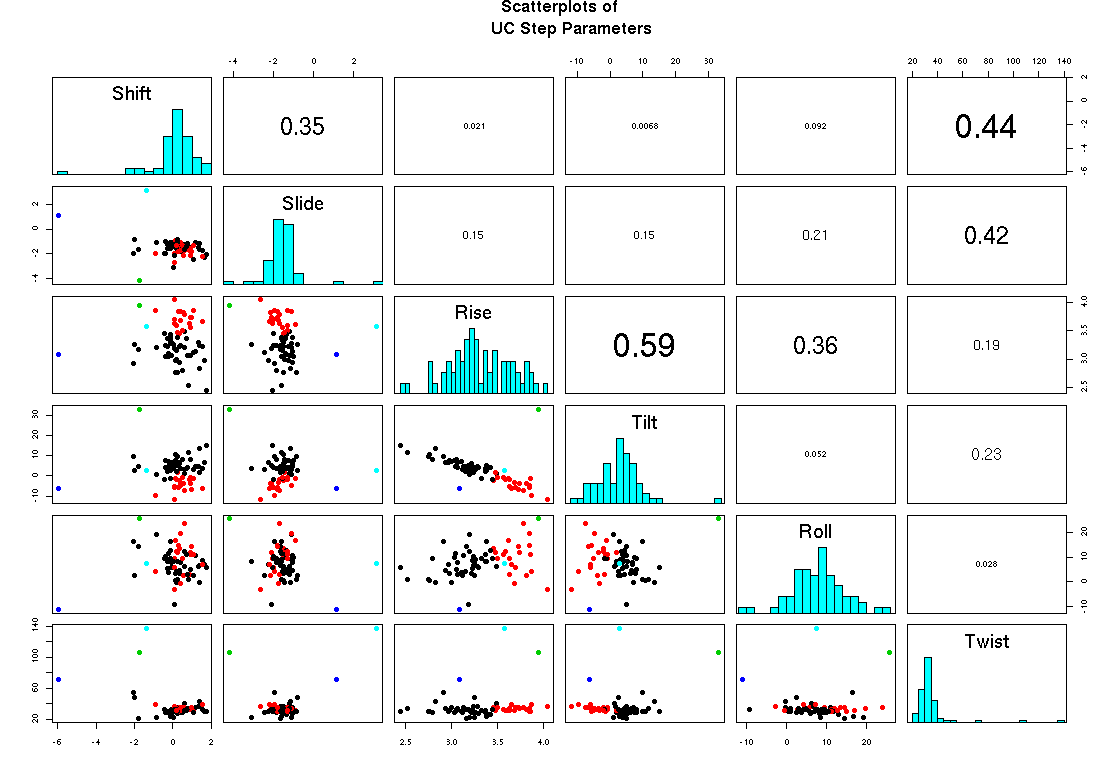 Scatterplots of
UC Step Parameters
-4 -2 0 2
-10 0 10 20 30
20 40 60 80 100 120 140
Shift
0.35
0.021
0.0068
0.092
0.44
-6 -4 -2 0 2
Slide
0.15
0.15
0.21
0.42
-4 -2 0 2
Rise
0.59
0.36
0.19
2.5 3.0 3.5 4.0
Tilt
0.052
0.23
-10 0 10 20 30
Roll
0.028
-10 0 10 20
Twist
20 60 100 140
-6 -4 -2 0 2
2.5 3.0 3.5 4.0
-10 0 10 20